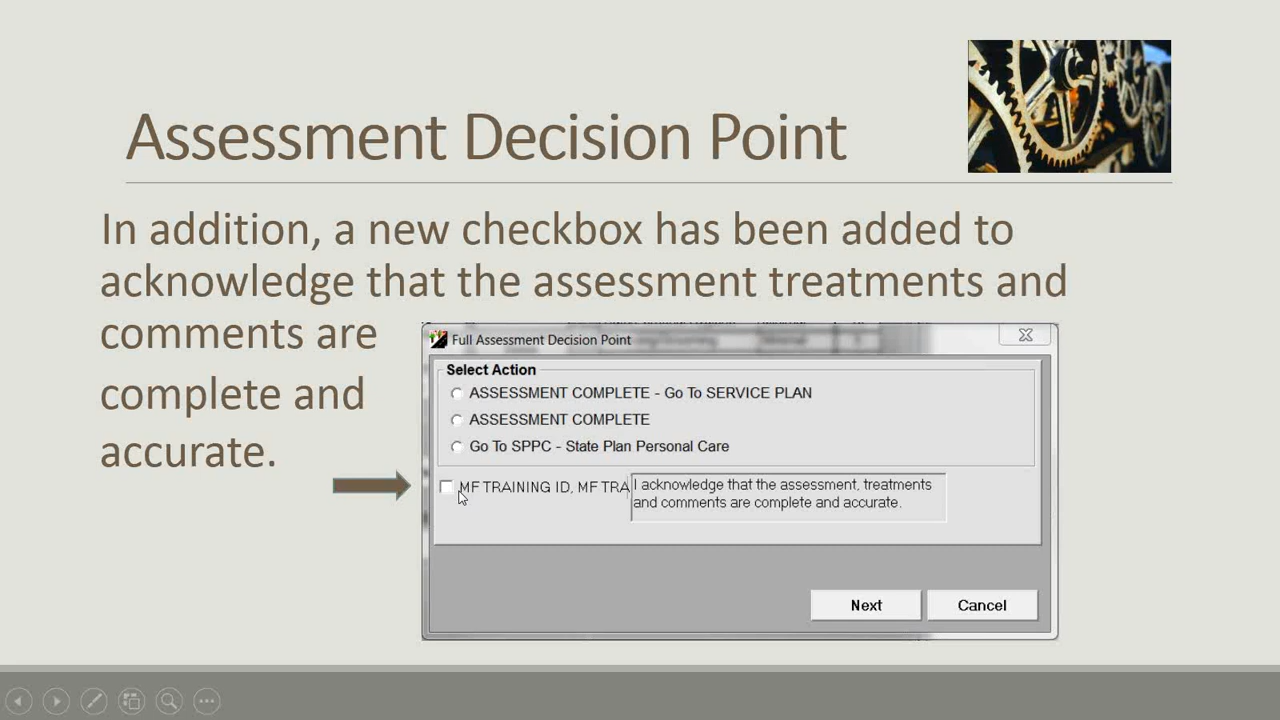 Assessment Decision Point
In addition, a new checkbox has been added to
acknowledge that the assessment treatments and
comments are
complete and
accurate.
Full Assessment Decision Point
Select Action
ASSESSMENT COMPLETE - Go To SERVICE PLAN
ASSESSMENT COMPLETE
Go To SPPC - State Plan Personal Care
MF TRAINING ID, MF TRA
I acknowledge that the assessment, treatments
and comments are complete and accurate.
Next
Cancel